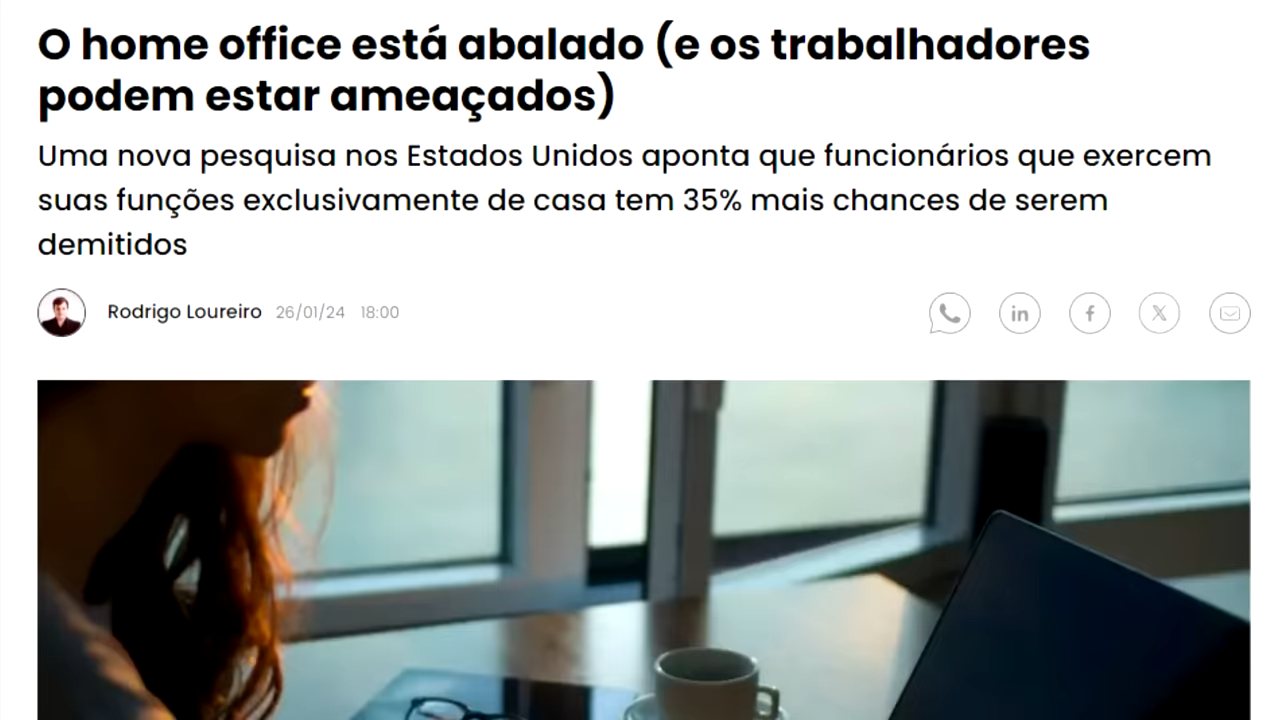 O home office está abalado (e os trabalhadores
podem estar ameaçados)
Uma nova pesquisa nos Estados Unidos aponta que funcionários que exercem
suas funções exclusivamente de casa tem 35% mais chances de serem
demitidos
Rodrigo Loureiro 26/01/24 18:00